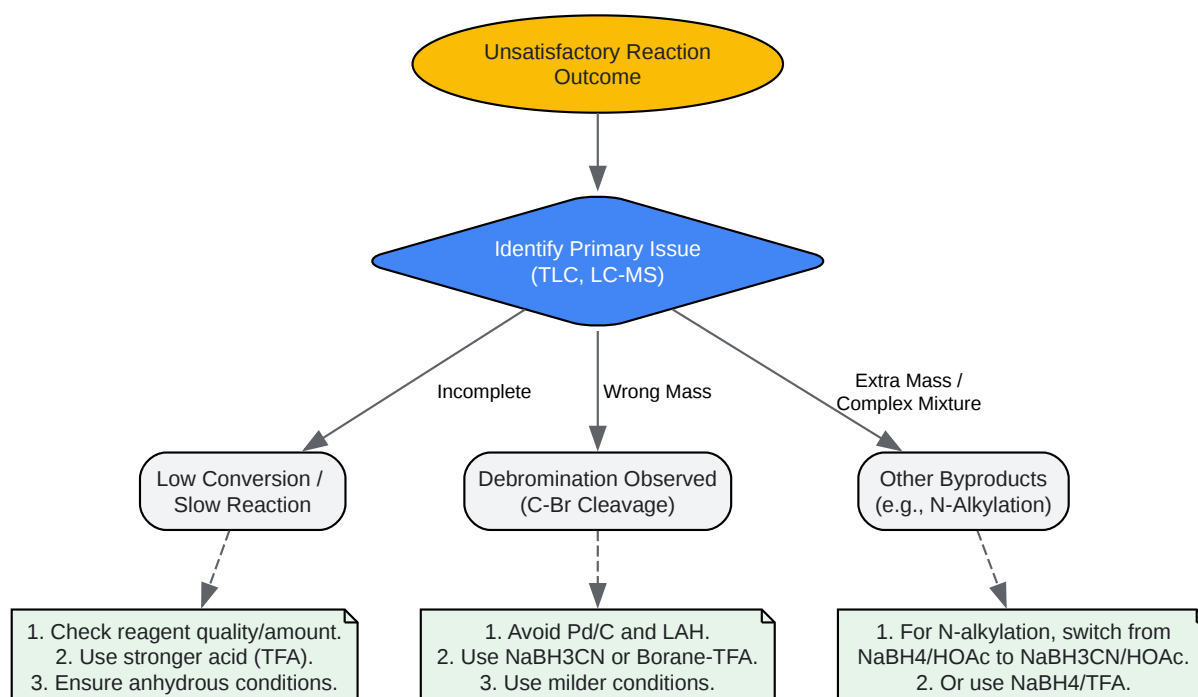 Unsatisfactory Reaction
Outcome
Identify Primary Issue
(TLC, LC-MS)
Incomplete
Wrong Mass
Extra Mass /
Complex Mixture
Low Conversion /
Slow Reaction
Debromination Observed
(C-Br Cleavage)
Other Byproducts
(e.g., N-Alkylation)
1. Check reagent quality/amount.
2. Use stronger acid (TFA).
3. Ensure anhydrous conditions.
1. Avoid Pd/C and LAH.
2. Use NaBH3CN or Borane-TFA.
3. Use milder conditions.
1. For N-alkylation, switch from
NaBH4/HOAc to NaBH3CN/HOAc.
2. Or use NaBH4/TFA.